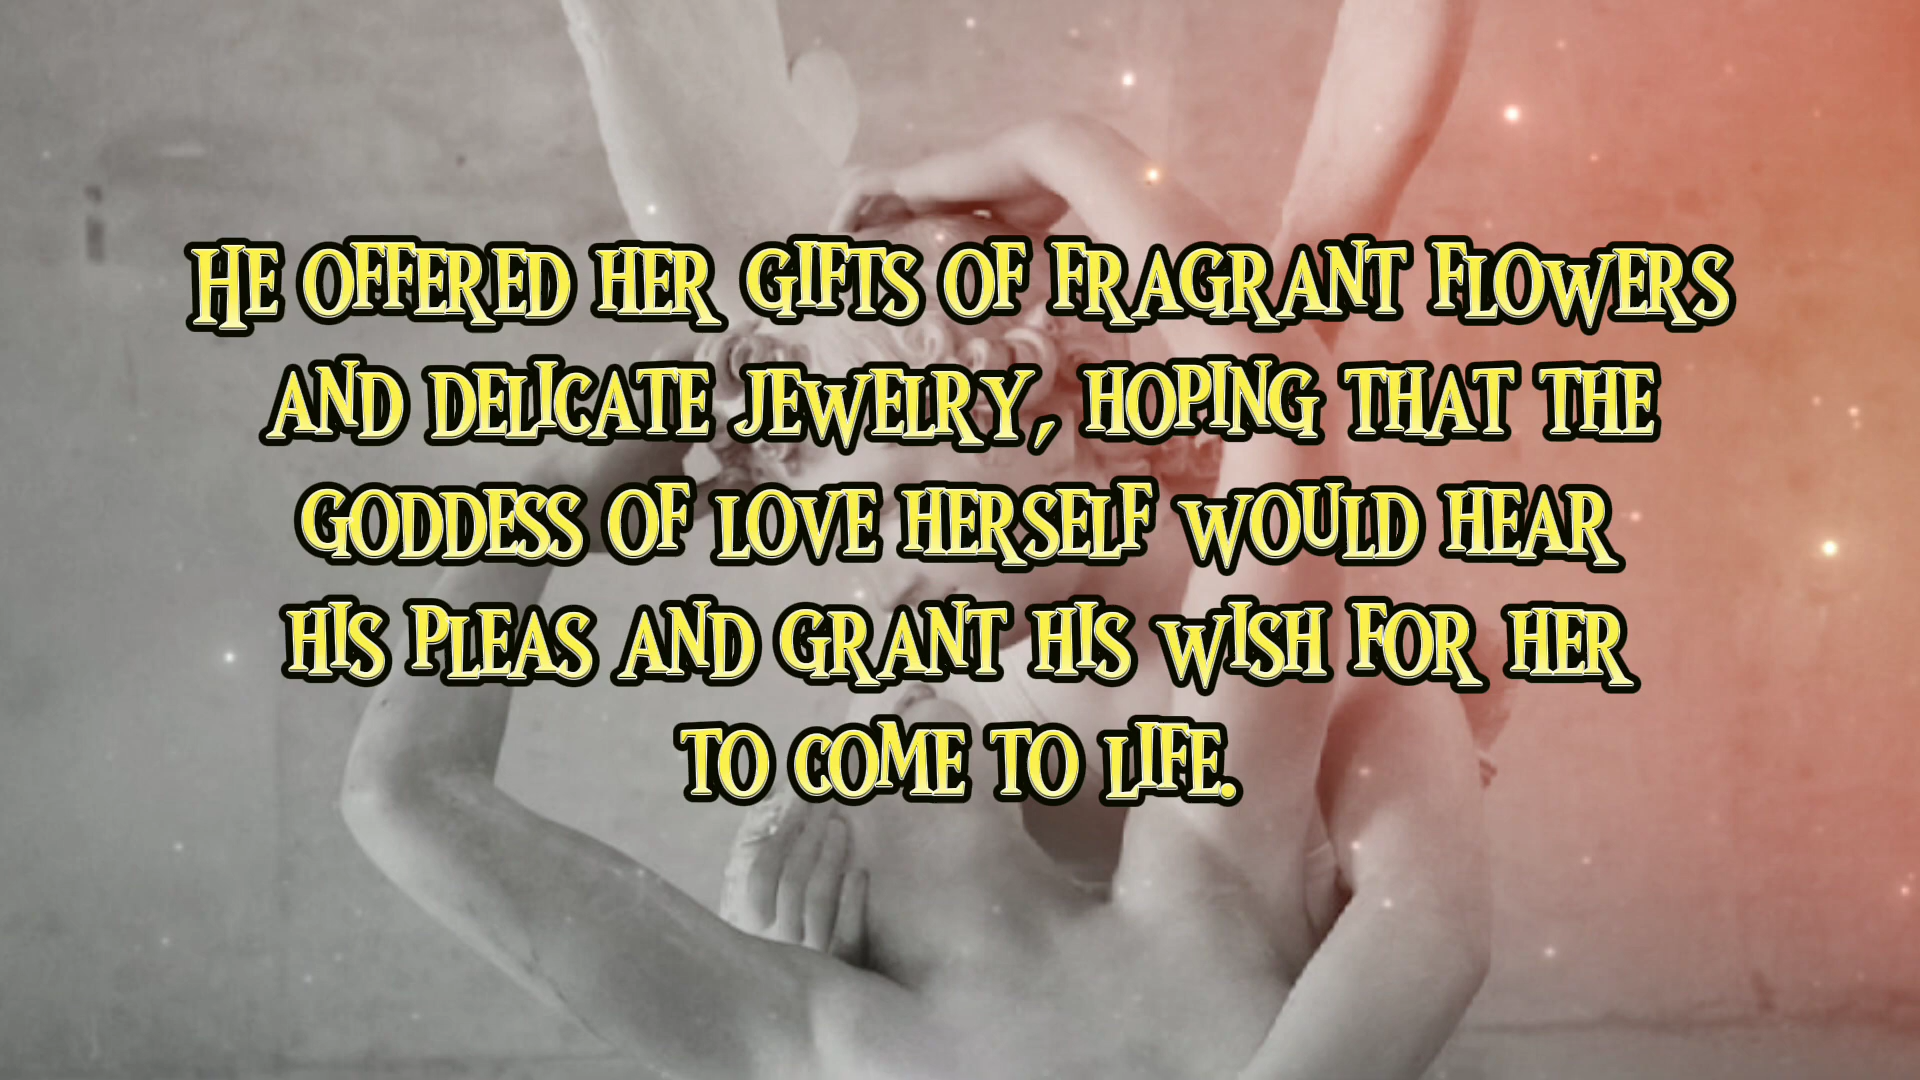 He offered her gifts of fragrant flowers
and delicate jewelry, hoping that the
goddess of love herself would hear
his pleas and grant his wish for her
to come to life.